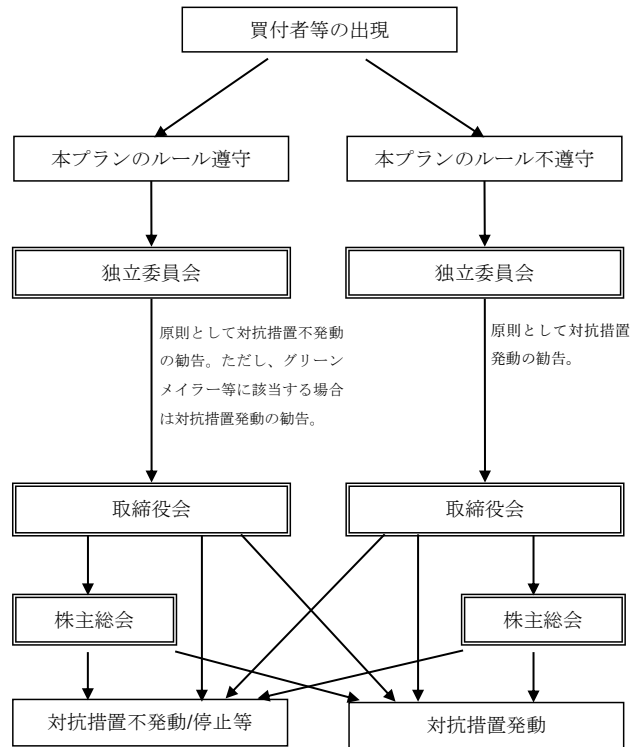 買付者等の出現
本プランのルール遵守
本プランのルール不遵守
独立委員会
独立委員会
原則として対抗措置不発動
の勧告。ただし、グリーン
メイラー等に該当する場合
は対抗措置発動の勧告。
原則として対抗措置
発動の勧告。
取締役会
取締役会
株主総会
株主総会
対抗措置不発動/停止等
対抗措置発動